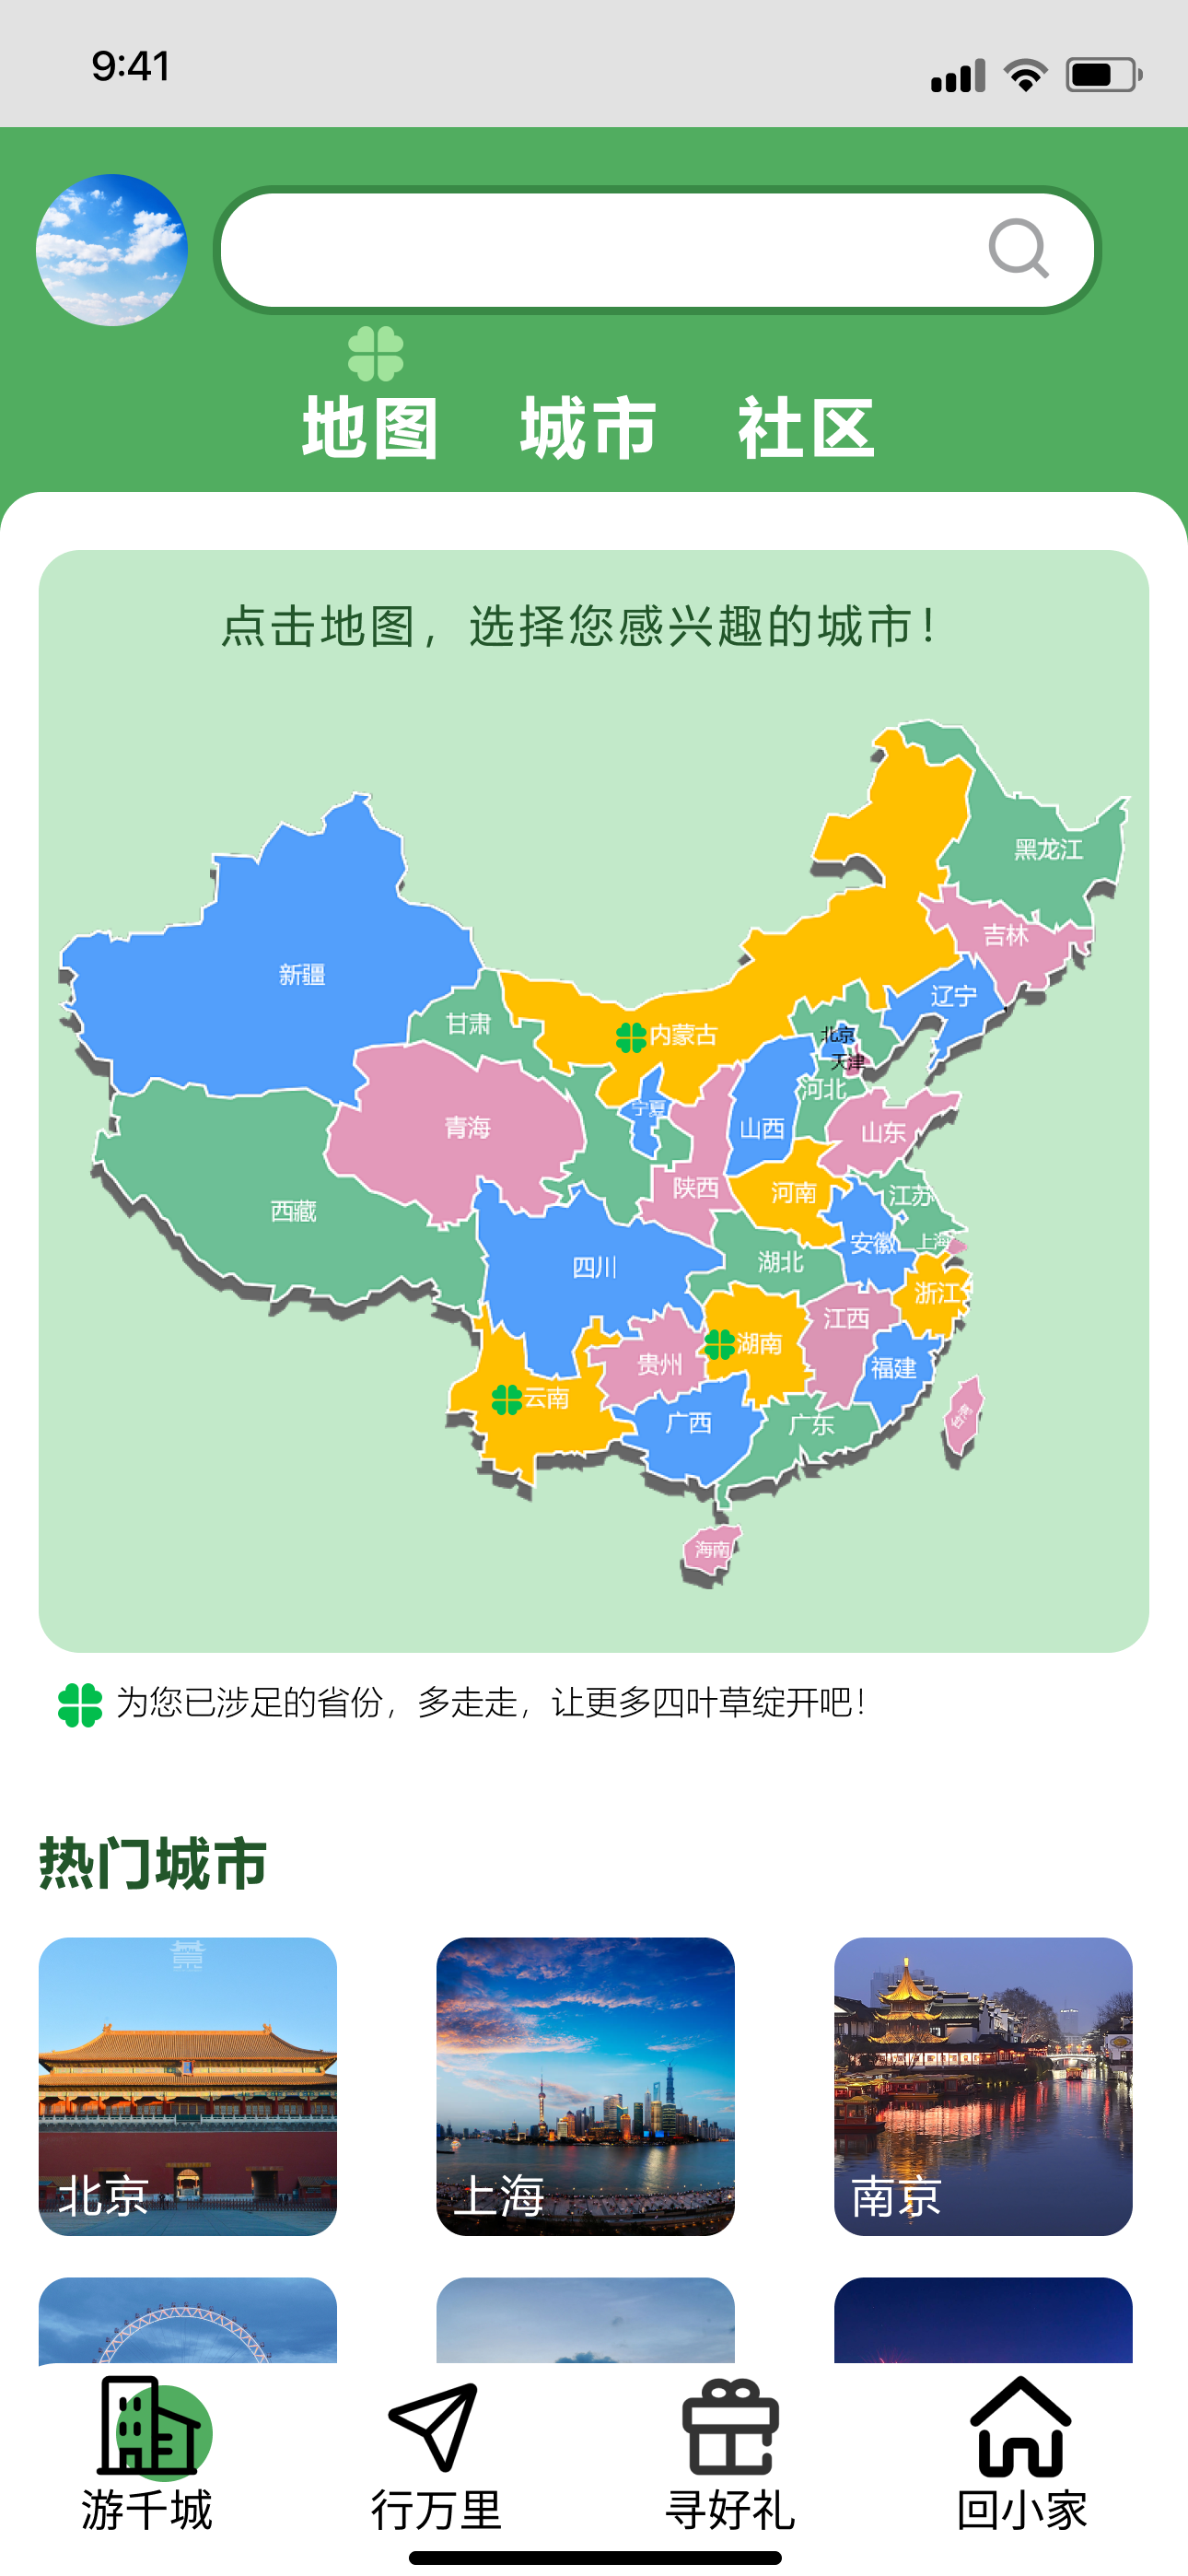 9:41
地图 城市 社区
点击地图，选择您感兴趣的城市！
黑龙江
吉林
新疆
辽宁
甘肃
内蒙古
北京
天津
河北
宁夏
青海
山西
山东
陕西
河南
江苏
西藏
安徽
上海
湖北
四川
浙江
江西
湖南
贵州
福建
云南
广西
广东
台湾
海南
为您已涉足的省份，多走走，让更多四叶草绽开吧！
热门城市
北京 上海 南京
游千城 行万里 寻好礼 回小家